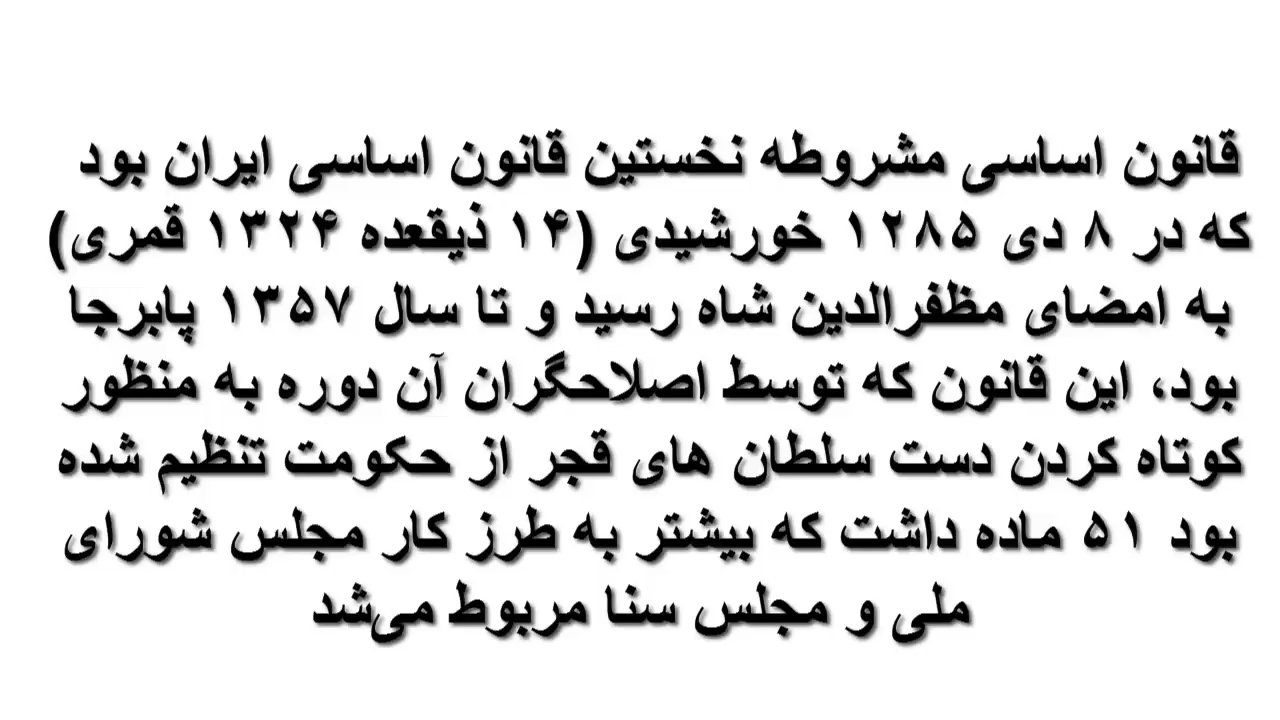 قانون اساسی مشروطه نخستین قانون اساسی ایران بود
که در ۸ دی ۱۲۸۵ خورشیدی (۱۴ ذیقعده ۱۳۲۴ قمری)
به امضای مظفرالدین شاه رسید و تا سال ۱۳۵۷ پابرجا
بود، این قانون که توسط اصلاحگران آن دوره به منظور
کوتاه کردن دست سلطان های قجر از حکومت تنظیم شده
بود ۵۱ ماده داشت که بیشتر به طرز کار مجلس شورای
ملی و مجلس سنا مربوط می‌شد